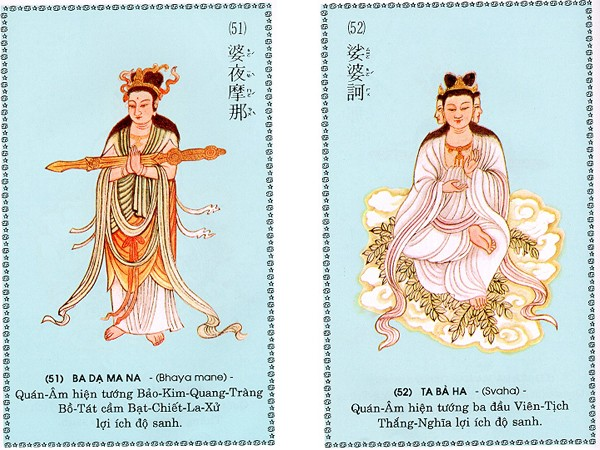 (51)
婆夜摩那
(51) BA DẠ MA NA - (Bhaya mane) -
Quán-Âm hiện tướng Bảo-Kim-Quang-Tràng
Bồ-Tát cầm Bạt-Chiết-La-Xử
lợi ích độ sanh.
(52)
娑婆訶
(52) TA BÀ HA - (Svaha) -
Quán-Âm hiện tướng ba đầu Viên-Tịch
Thắng-Nghĩa lợi ích độ sanh.